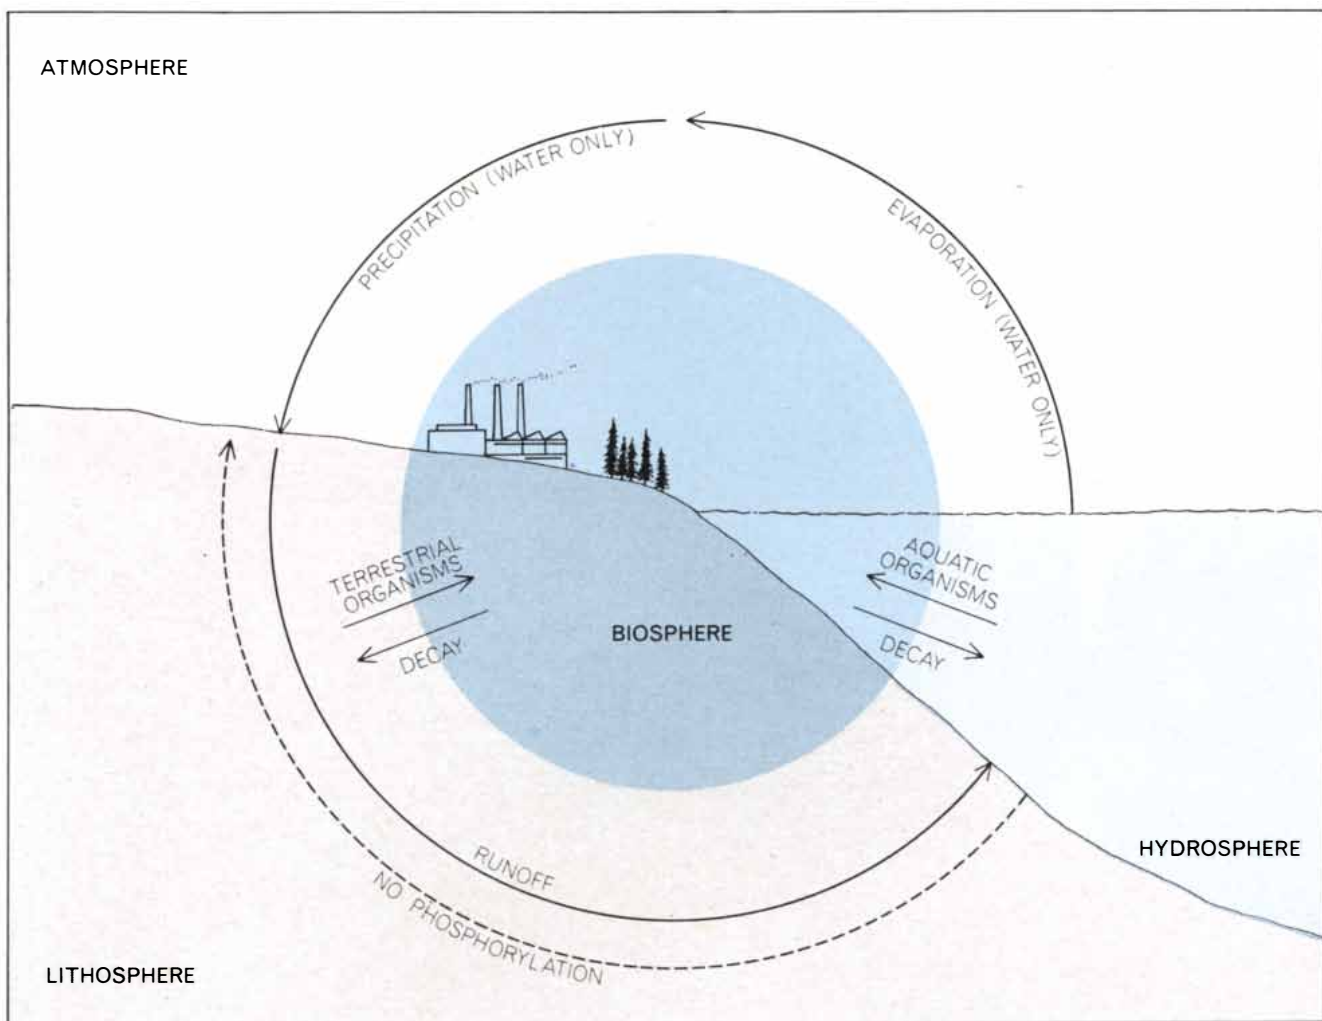 ATMOSPHERE
PRECIPITATION (WATER ONLY)
EVAPORATION (WATER ONLY)
TERRESTRIAL
ORGANISMS
DECAY
AQUATIC
ORGANISMS
DECAY
BIOSPHERE
RUNOFF
NO PHOSPHORYLATION
HYDROSPHERE
LITHOSPHERE